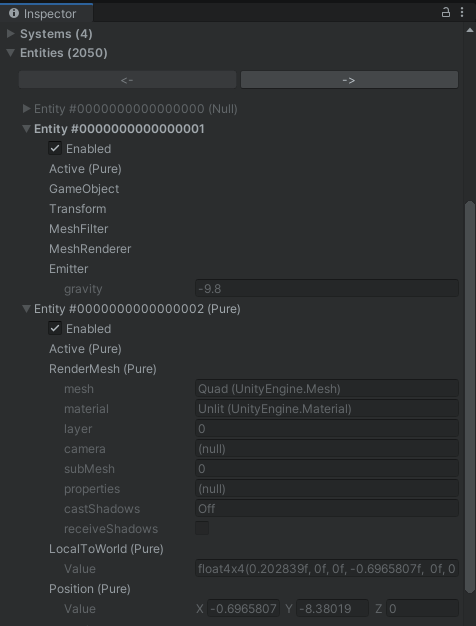 Inspector
Systems (4)
Entities (2050)
<- ->
Entity #0000000000000000 (Null)
Entity #0000000000000001
Enabled
Active (Pure)
GameObject
Transform
MeshFilter
MeshRenderer
Emitter
gravity -9.8
Entity #0000000000000002 (Pure)
Enabled
Active (Pure)
RenderMesh (Pure)
mesh Quad (UnityEngine.Mesh)
material Unlit (UnityEngine.Material)
layer 0
camera (null)
subMesh 0
properties (null)
castShadows Off
receiveShadows
LocalToWorld (Pure)
Value float4x4(0.202839f, 0f, 0f, -0.6965807f, 0f, 0
Position (Pure)
Value X -0.6965807 Y -8.38019 Z 0